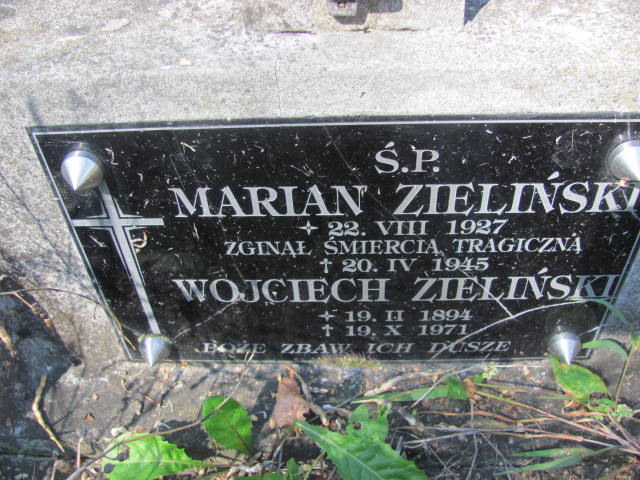 Ś.P.
MARIAN ZIELIŃSKI
✦ 22. VIII 1927
ZGINĄŁ ŚMIERCIĄ TRAGICZNĄ
† 20. IV 1945
WOJCIECH ZIELIŃSKI
✦ 19. II 1894
† 19. X 1971
BOŻE ZBAW ICH DUSZE